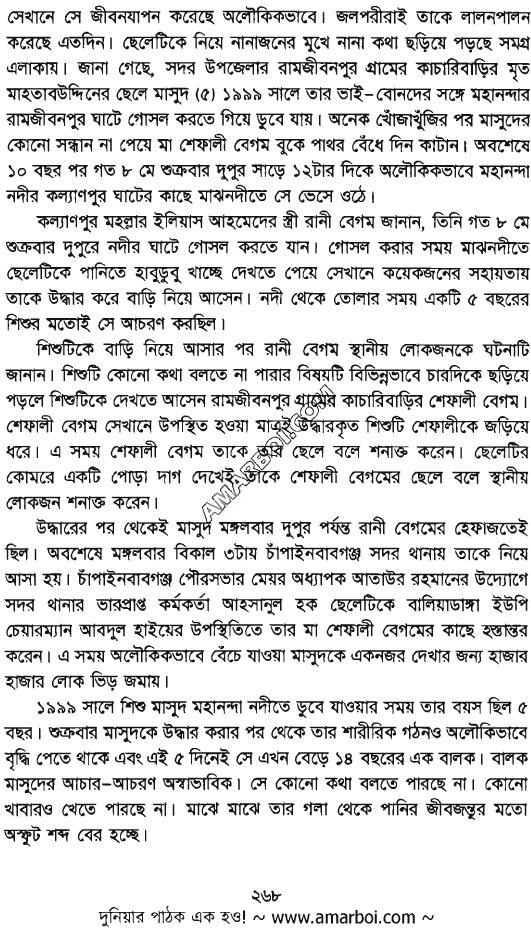 সেখানে সে জীবনযাপন করেছে অলৌকিকভাবে। জলপরীরাই তাকে লালনপালন
করেছে এতদিন। ছেলেটিকে নিয়ে নানাজনের মুখে নানা কথা ছড়িয়ে পড়ছে সমগ্র
এলাকায়। জানা গেছে, সদর উপজেলার রামজীবনপুর গ্রামের কাচারিবাড়ির মৃত
মাহতাবউদ্দিনের ছেলে মাসুদ (৫) ১৯৯৯ সালে তার ভাই-বোনদের সঙ্গে মহানন্দার
রামজীবনপুর ঘাটে গোসল করতে গিয়ে ডুবে যায়। অনেক খোঁজাখুঁজির পর মাসুদের
কোনো সন্ধান না পেয়ে মা শেফালী বেগম বুকে পাথর বেঁধে দিন কাটান। অবশেষে
১০ বছর পর গত ৮ মে শুক্রবার দুপুর সাড়ে ১২টার দিকে অলৌকিকভাবে মহানন্দা
নদীর কল্যাণপুর ঘাটের কাছে মাঝনদীতে সে ভেসে ওঠে।
কল্যাণপুর মহল্লার ইলিয়াস আহমেদের স্ত্রী রানী বেগম জানান, তিনি গত ৮ মে
শুক্রবার দুপুরে নদীর ঘাটে গোসল করতে যান। গোসল করার সময় মাঝনদীতে
ছেলেটিকে পানিতে হাবুডুবু খাচ্ছে দেখতে পেয়ে সেখানে কয়েকজনের সহায়তায়
তাকে উদ্ধার করে বাড়ি নিয়ে আসেন। নদী থেকে তোলার সময় একটি ৫ বছরের
শিশুর মতোই সে আচরণ করছিল।
শিশুটিকে বাড়ি নিয়ে আসার পর রানী বেগম স্থানীয় লোকজনকে ঘটনাটি
জানান। শিশুটি কোনো কথা বলতে না পারার বিষয়টি বিভিন্নভাবে চারদিকে ছড়িয়ে
পড়লে শিশুটিকে দেখতে আসেন রামজীবনপুর গ্রামের কাচারিবাড়ির শেফালী বেগম।
শেফালী বেগম সেখানে উপস্থিত হওয়া মাত্রই উদ্ধারকৃত শিশুটি শেফালীকে জড়িয়ে
ধরে। এ সময় শেফালী বেগম তাকে তার ছেলে বলে শনাক্ত করেন। ছেলেটির
কোমরে একটি পোড়া দাগ দেখেই তাকে শেফালী বেগমের ছেলে বলে স্থানীয়
লোকজন শনাক্ত করেন।
উদ্ধারের পর থেকেই মাসুদ মঙ্গলবার দুপুর পর্যন্ত রানী বেগমের হেফাজতেই
ছিল। অবশেষে মঙ্গলবার বিকাল ৩টায় চাঁপাইনবাবগঞ্জ সদর থানায় তাকে নিয়ে
আসা হয়। চাঁপাইনবাবগঞ্জ পৌরসভার মেয়র অধ্যাপক আতাউর রহমানের উদ্যোগে
সদর থানার ভারপ্রাপ্ত কর্মকর্তা আহসানুল হক ছেলেটিকে বালিয়াডাঙ্গা ইউপি
চেয়ারম্যান আবদুল হাইয়ের উপস্থিতিতে তার মা শেফালী বেগমের কাছে হস্তান্তর
করেন। এ সময় অলৌকিকভাবে বেঁচে যাওয়া মাসুদকে একনজর দেখার জন্য হাজার
হাজার লোক ভিড় জমায়।
১৯৯৯ সালে শিশু মাসুদ মহানন্দা নদীতে ডুবে যাওয়ার সময় তার বয়স ছিল ৫
বছর। শুক্রবার মাসুদকে উদ্ধার করার পর থেকে তার শারীরিক গঠনও অলৌকিভাবে
বৃদ্ধি পেতে থাকে এবং এই ৫ দিনেই সে এখন বেড়ে ১৪ বছরের এক বালক। বালক
মাসুদের আচার-আচরণ অস্বাভাবিক। সে কোনো কথা বলতে পারছে না। কোনো
খাবারও খেতে পারছে না। মাঝে মাঝে তার গলা থেকে পানির জীবজন্তুর মতো
অস্ফুট শব্দ বের হচ্ছে।
AMARBOI.COM
২৬৮
দুনিয়ার পাঠক এক হও! ~ www.amarboi.com ~